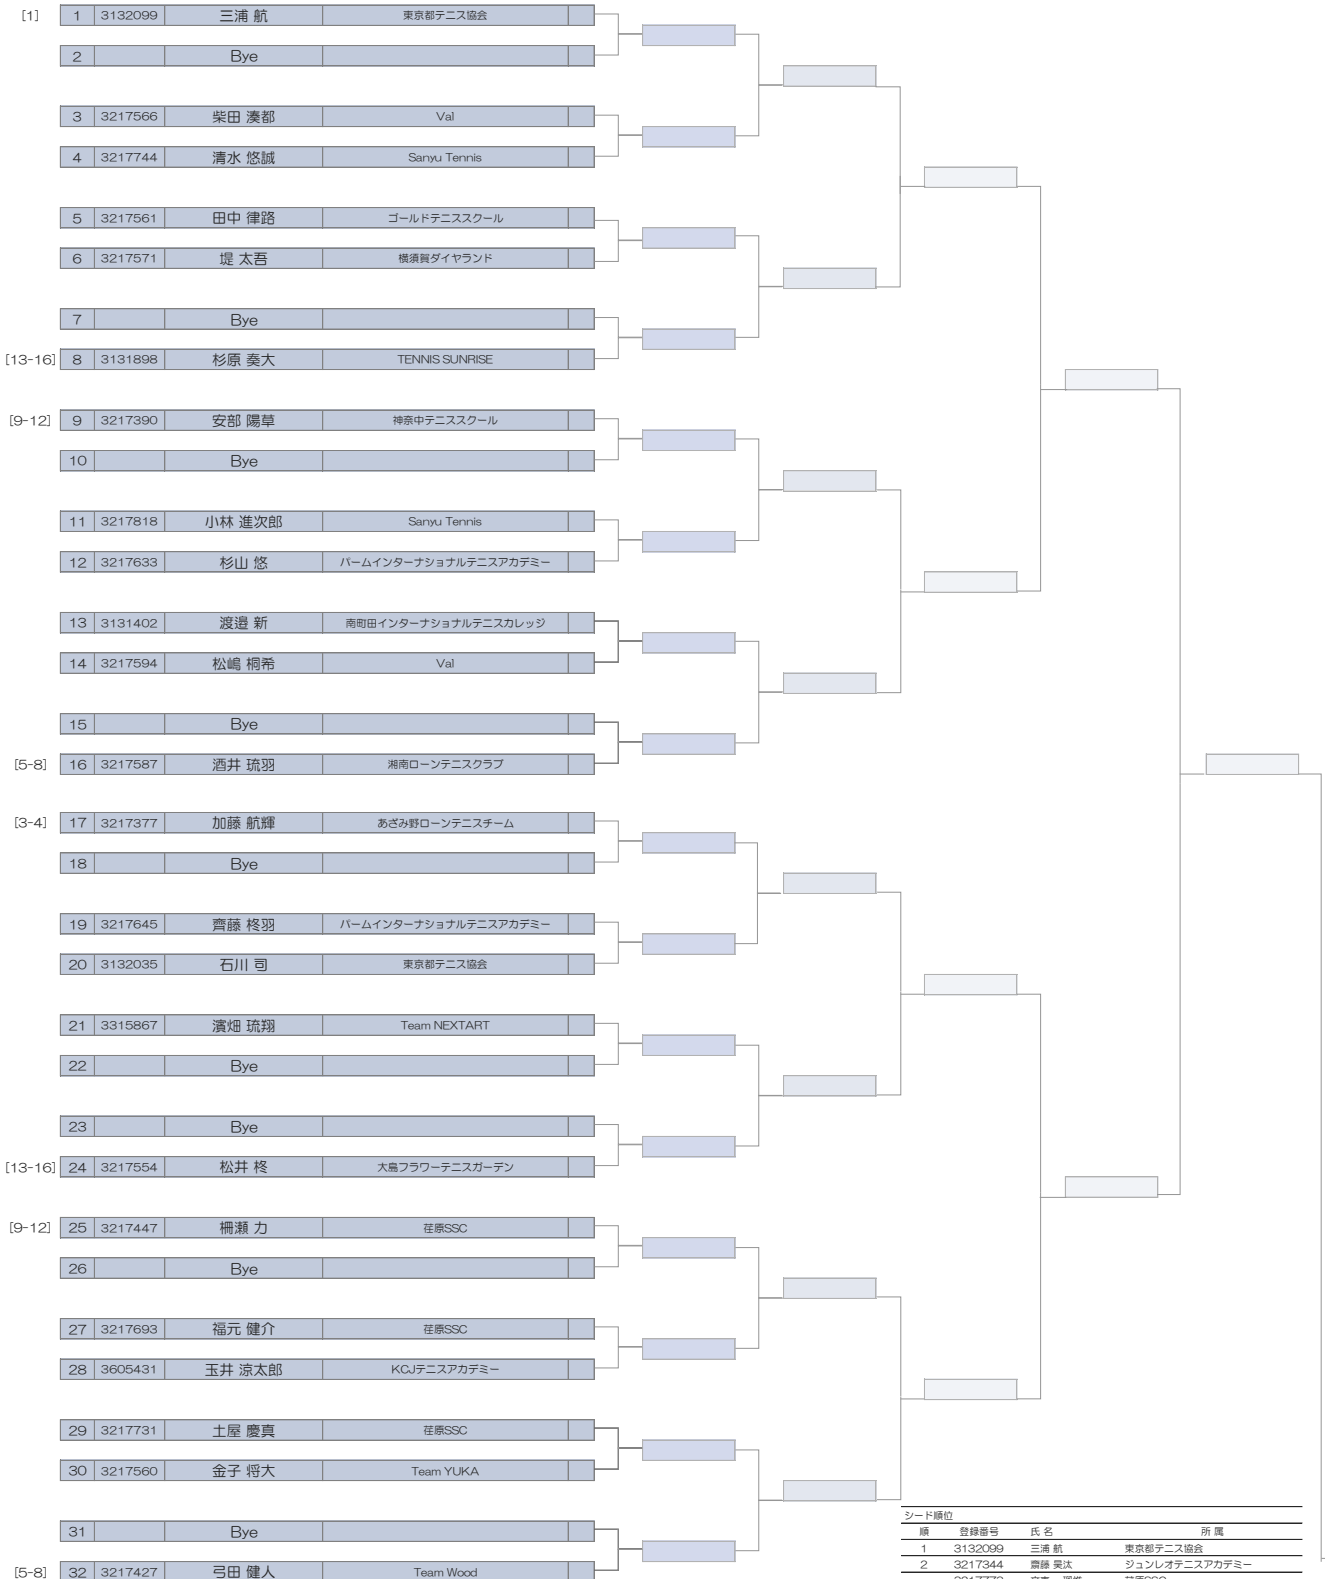 [1] 1 3132099 三浦 航 東京都テニス協会
2 Bye
3 3217566 柴田 湊都 Val
4 3217744 清水 悠誠 Sanyu Tennis
5 3217561 田中 律路 ゴールドテニススクール
6 3217571 堤 太吾 横須賀ダイヤランド
7 Bye
[13-16] 8 3131898 杉原 奏大 TENNIS SUNRISE
[9-12] 9 3217390 安部 陽草 神奈中テニススクール
10 Bye
11 3217818 小林 進次郎 Sanyu Tennis
12 3217633 杉山 悠 パームインターナショナルテニスアカデミー
13 3131402 渡邉 新 南町田インターナショナルテニスカレッジ
14 3217594 松嶋 桐希 Val
15 Bye
[5-8] 16 3217587 酒井 琉羽 湘南ローンテニスクラブ
[3-4] 17 3217377 加藤 航輝 あざみ野ローンテニスチーム
18 Bye
19 3217645 齊藤 柊羽 パームインターナショナルテニスアカデミー
20 3132035 石川 司 東京都テニス協会
21 3315867 濱畑 琉翔 Team NEXTART
22 Bye
23 Bye
[13-16] 24 3217554 松井 柊 大島フラワーテニスガーデン
[9-12] 25 3217447 柵瀬 力 荏原SSC
26 Bye
27 3217693 福元 健介 荏原SSC
28 3605431 玉井 涼太郎 KCJテニスアカデミー
29 3217731 土屋 慶真 荏原SSC
30 3217560 金子 将大 Team YUKA
31 Bye
[5-8] 32 3217427 弓田 健人 Team Wood
シード順位
順 登録番号 氏 名 所 属
1 3132099 三浦 航 東京都テニス協会
2 3217344 齋藤 昊汰 ジュンレオテニスアカデミー